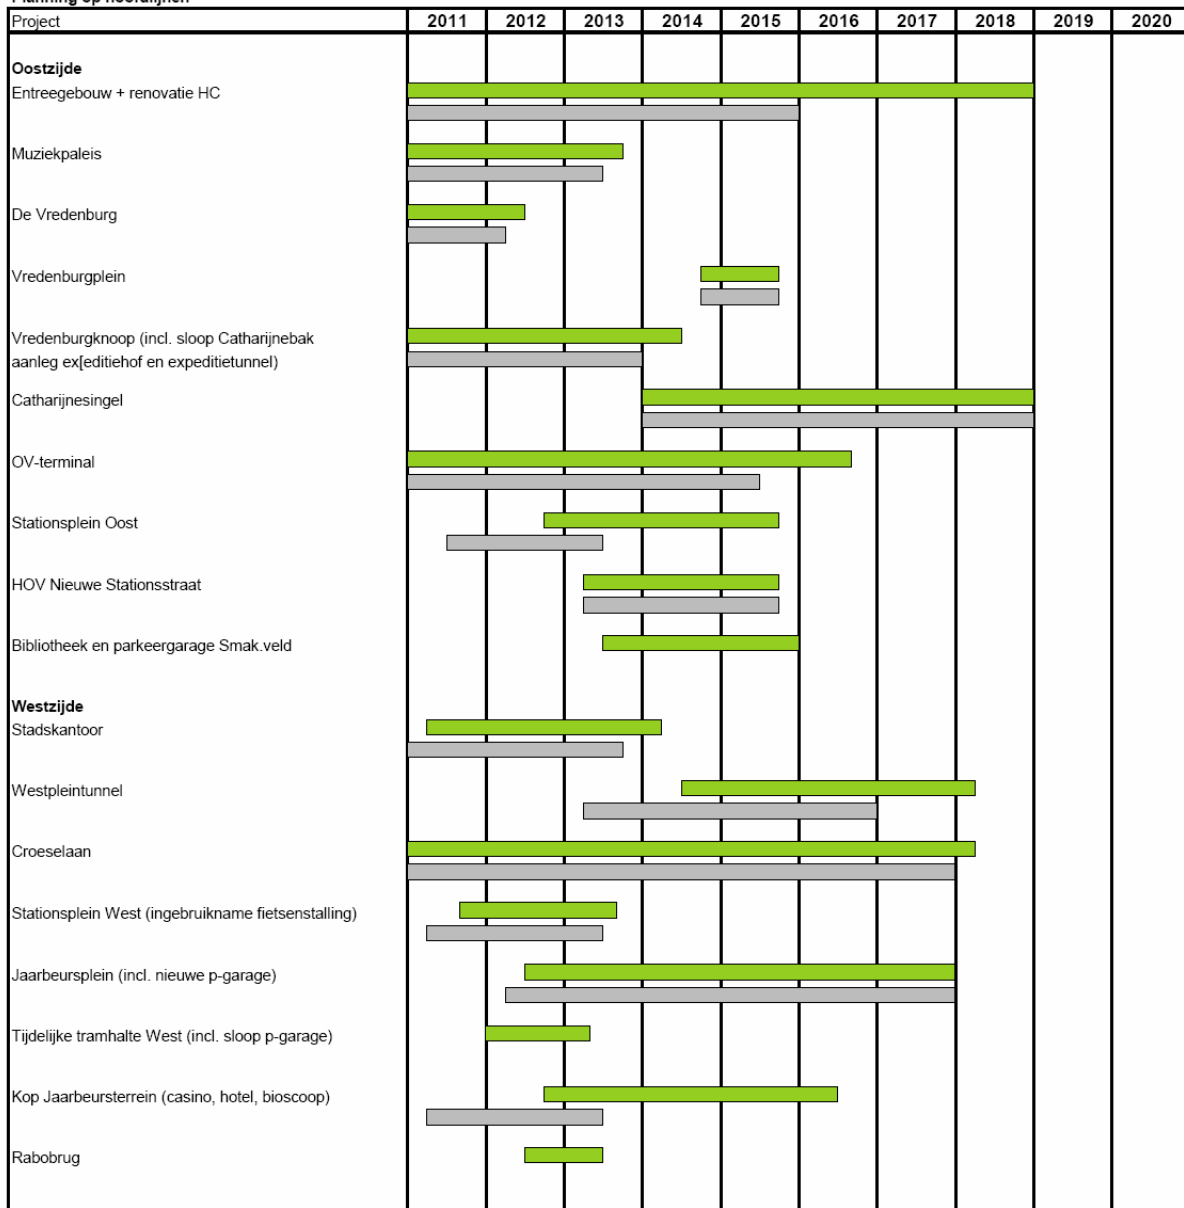 Planning op hoofdlijnen
Project 2011 2012 2013 2014 2015 2016 2017 2018 2019 2020
Oostzijde
Entreegebouw + renovatie HC
Muziekpaleis
De Vredenburg
Vredenburgplein
Vredenburgknoop (incl. sloop Catharijnebak
aanleg ex[editiehof en expeditietunnel)
Catharijnesingel
OV-terminal
Stationsplein Oost
HOV Nieuwe Stationsstraat
Bibliotheek en parkeergarage Smak.veld
Westzijde
Stadskantoor
Westpleintunnel
Croeselaan
Stationsplein West (ingebruikname fietsenstalling)
Jaarbeursplein (incl. nieuwe p-garage)
Tijdelijke tramhalte West (incl. sloop p-garage)
Kop Jaarbeursterrein (casino, hotel, bioscoop)
Rabobrug